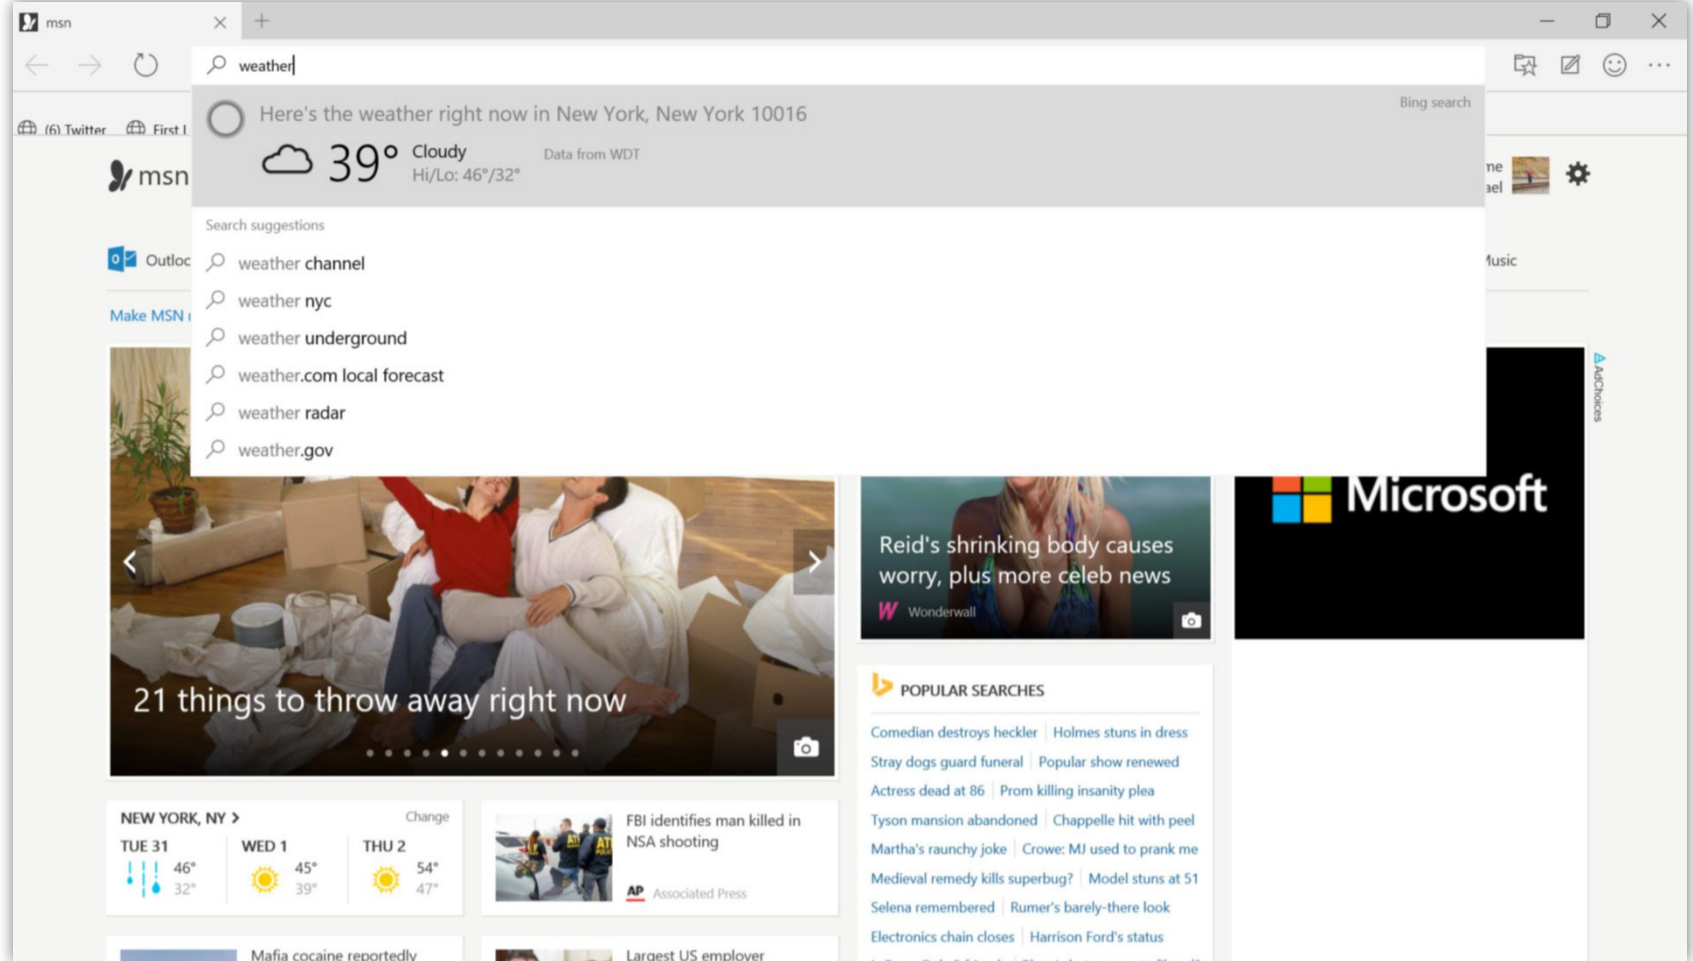 msn
weather
Here's the weather right now in New York, New York 10016
Bing search
39° Cloudy
Hi/Lo: 46°/32°
Data from WDT
(6) Twitter
First L
msn
Search suggestions
Outloo
Music
weather channel
weather nyc
Make MSN
weather underground
weather.com local forecast
weather radar
weather.gov
AdChoices
Microsoft
Reid's shrinking body causes
worry, plus more celeb news
Wonderwall
21 things to throw away right now
POPULAR SEARCHES
Comedian destroys heckler Holmes stuns in dress
Stray dogs guard funeral Popular show renewed
Actress dead at 86 Prom killing insanity plea
Tyson mansion abandoned Chappelle hit with peel
Martha's raunchy joke Crowe: MJ used to prank me
Medieval remedy kills superbug? Model stuns at 51
Selena remembered Rumer's barely-there look
Electronics chain closes Harrison Ford's status
NEW YORK, NY
Change
TUE 31 WED 1 THU 2
46° 45° 54°
32° 39° 47°
FBI identifies man killed in
NSA shooting
AP Associated Press
Mafia cocaine reportedly
Largest US employer